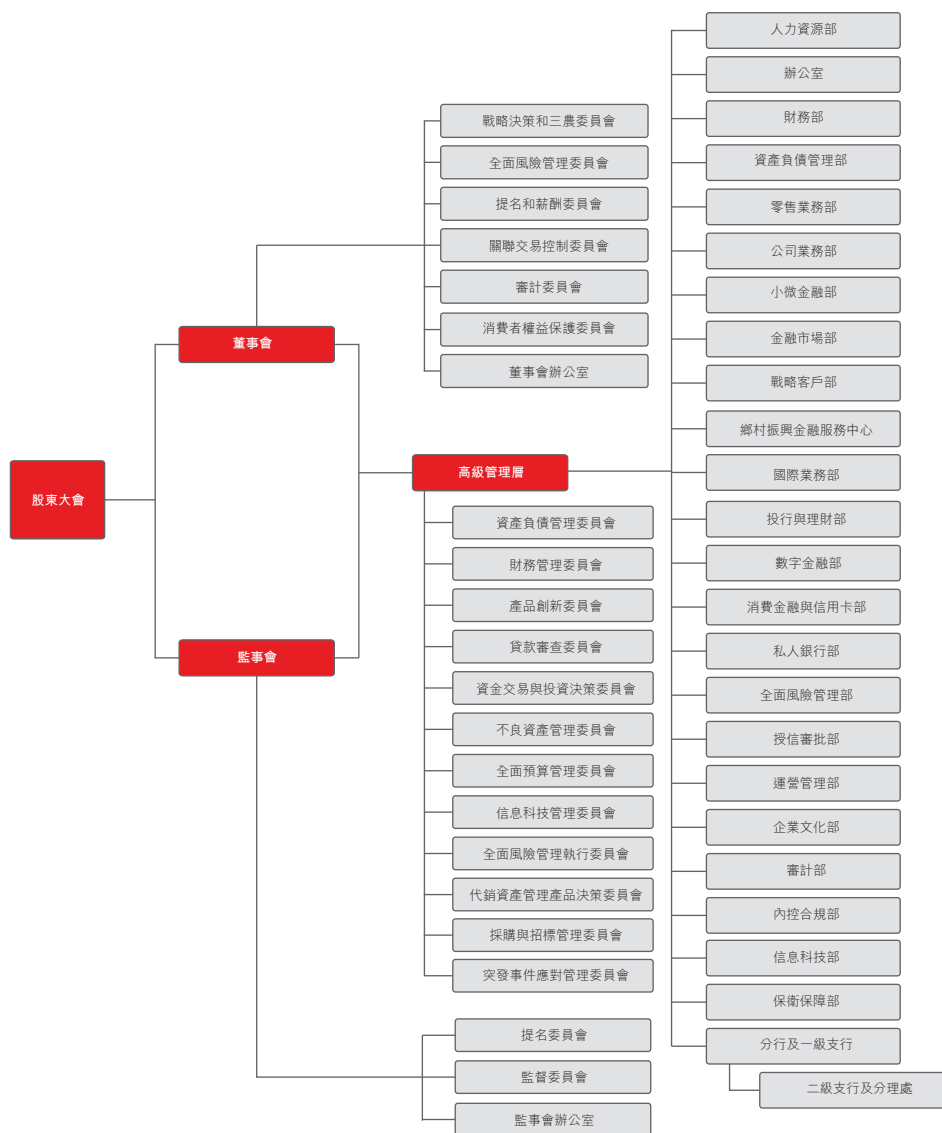 股東大會
董事會
戰略決策和三農委員會
全面風險管理委員會
提名和薪酬委員會
關聯交易控制委員會
審計委員會
消費者權益保護委員會
董事會辦公室
監事會
提名委員會
監督委員會
監事會辦公室
高級管理層
資產負債管理委員會
財務管理委員會
產品創新委員會
貸款審查委員會
資金交易與投資決策委員會
不良資產管理委員會
全面預算管理委員會
信息科技管理委員會
全面風險管理執行委員會
代銷資產管理產品決策委員會
採購與招標管理委員會
突發事件應對管理委員會
人力資源部
辦公室
財務部
資產負債管理部
零售業務部
公司業務部
小微金融部
金融市場部
戰略客戶部
鄉村振興金融服務中心
國際業務部
投行與理財部
數字金融部
消費金融與信用卡部
私人銀行部
全面風險管理部
授信審批部
運營管理部
企業文化部
審計部
內控合規部
信息科技部
保衛保障部
分行及一級支行
二級支行及分理處